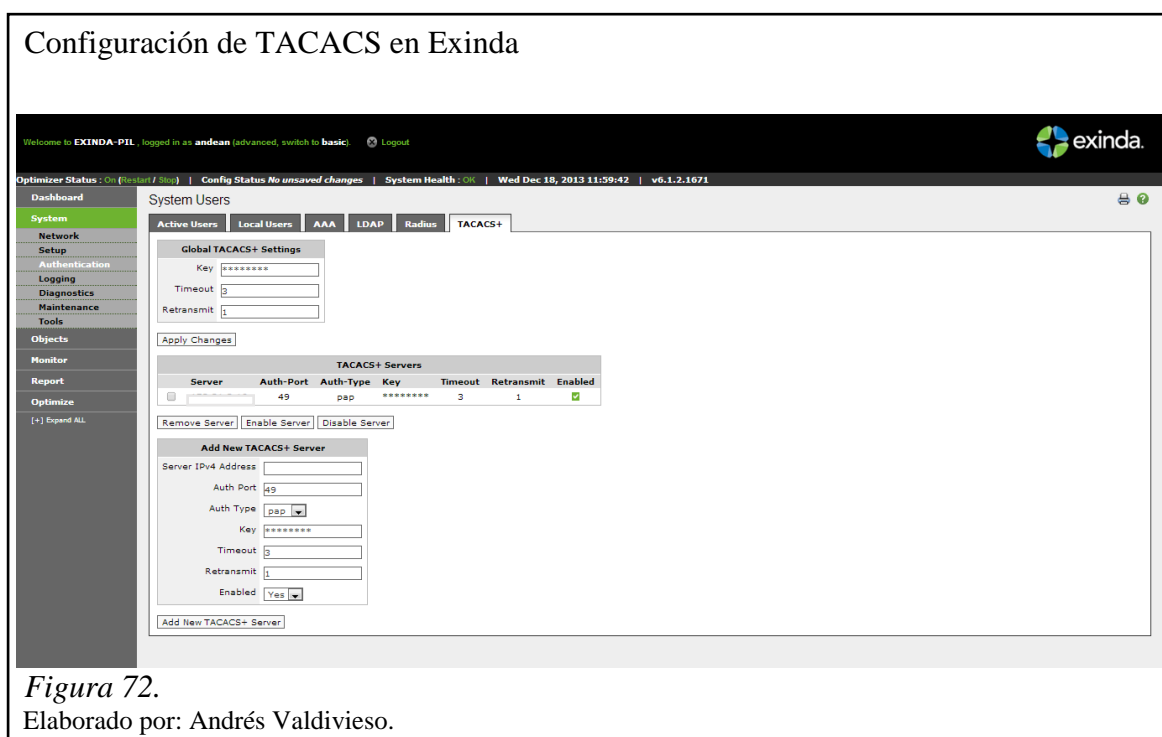 Configuración de TACACS en Exinda
Welcome to EXINDA-PIL , logged in as andean (advanced, switch to basic). Logout
exinda.
Optimizer Status : On (Restart / Stop) | Config Status No unsaved changes | System Health : OK | Wed Dec 18, 2013 11:59:42 | v6.1.2.1671
Dashboard
System
Network
Setup
Authentication
Logging
Diagnostics
Maintenance
Tools
Objects
Monitor
Report
Optimize
[+] Expand ALL
System Users
Active Users Local Users AAA LDAP Radius TACACS+
Global TACACS+ Settings
Key ********
Timeout 3
Retransmit 1
Apply Changes
TACACS+ Servers
Server Auth-Port Auth-Type Key Timeout Retransmit Enabled
49 pap ******** 3 1
Remove Server Enable Server Disable Server
Add New TACACS+ Server
Server IPv4 Address
Auth Port 49
Auth Type pap
Key ********
Timeout 3
Retransmit 1
Enabled Yes
Add New TACACS+ Server
Figura 72.
Elaborado por: Andrés Valdivieso.